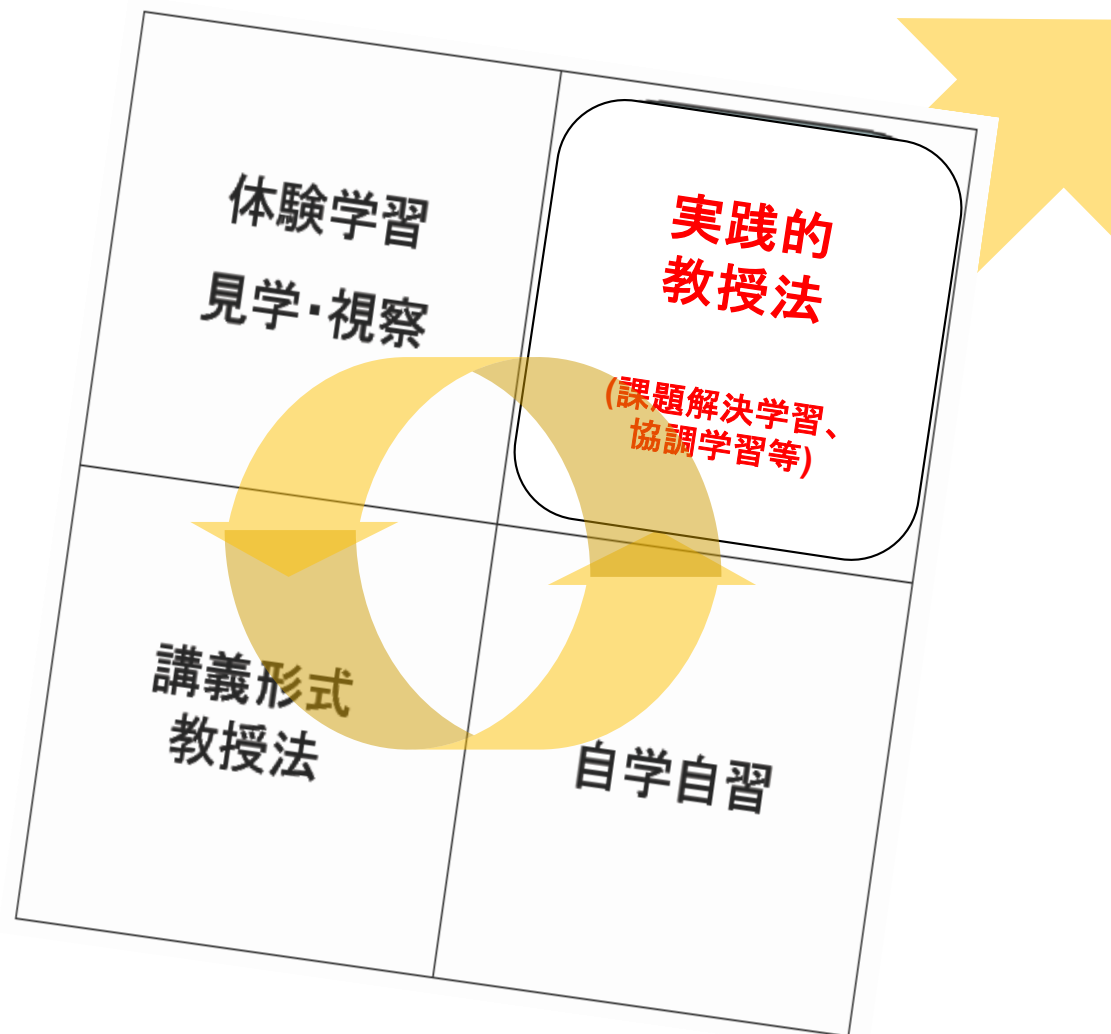 体験学習
見学・視察
実践的
教授法
(課題解決学習、
協調学習等)
講義形式
教授法
自学自習